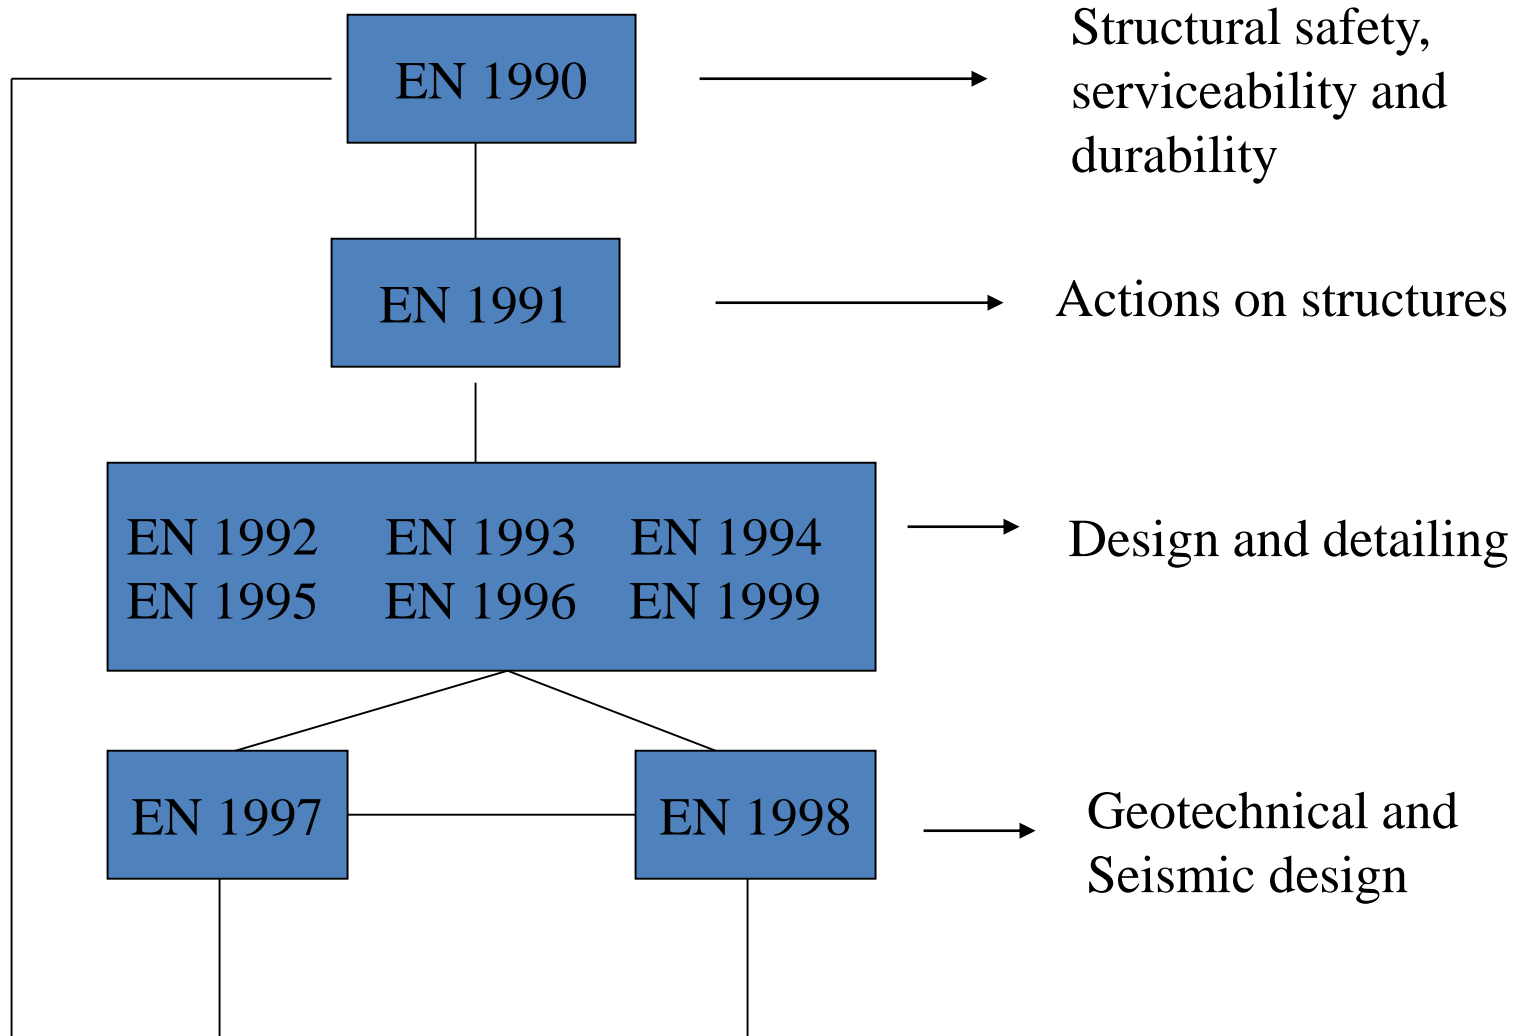 EN 1990
Structural safety,
serviceability and
durability
EN 1991
Actions on structures
EN 1992 EN 1993 EN 1994
EN 1995 EN 1996 EN 1999
Design and detailing
EN 1997
EN 1998
Geotechnical and
Seismic design